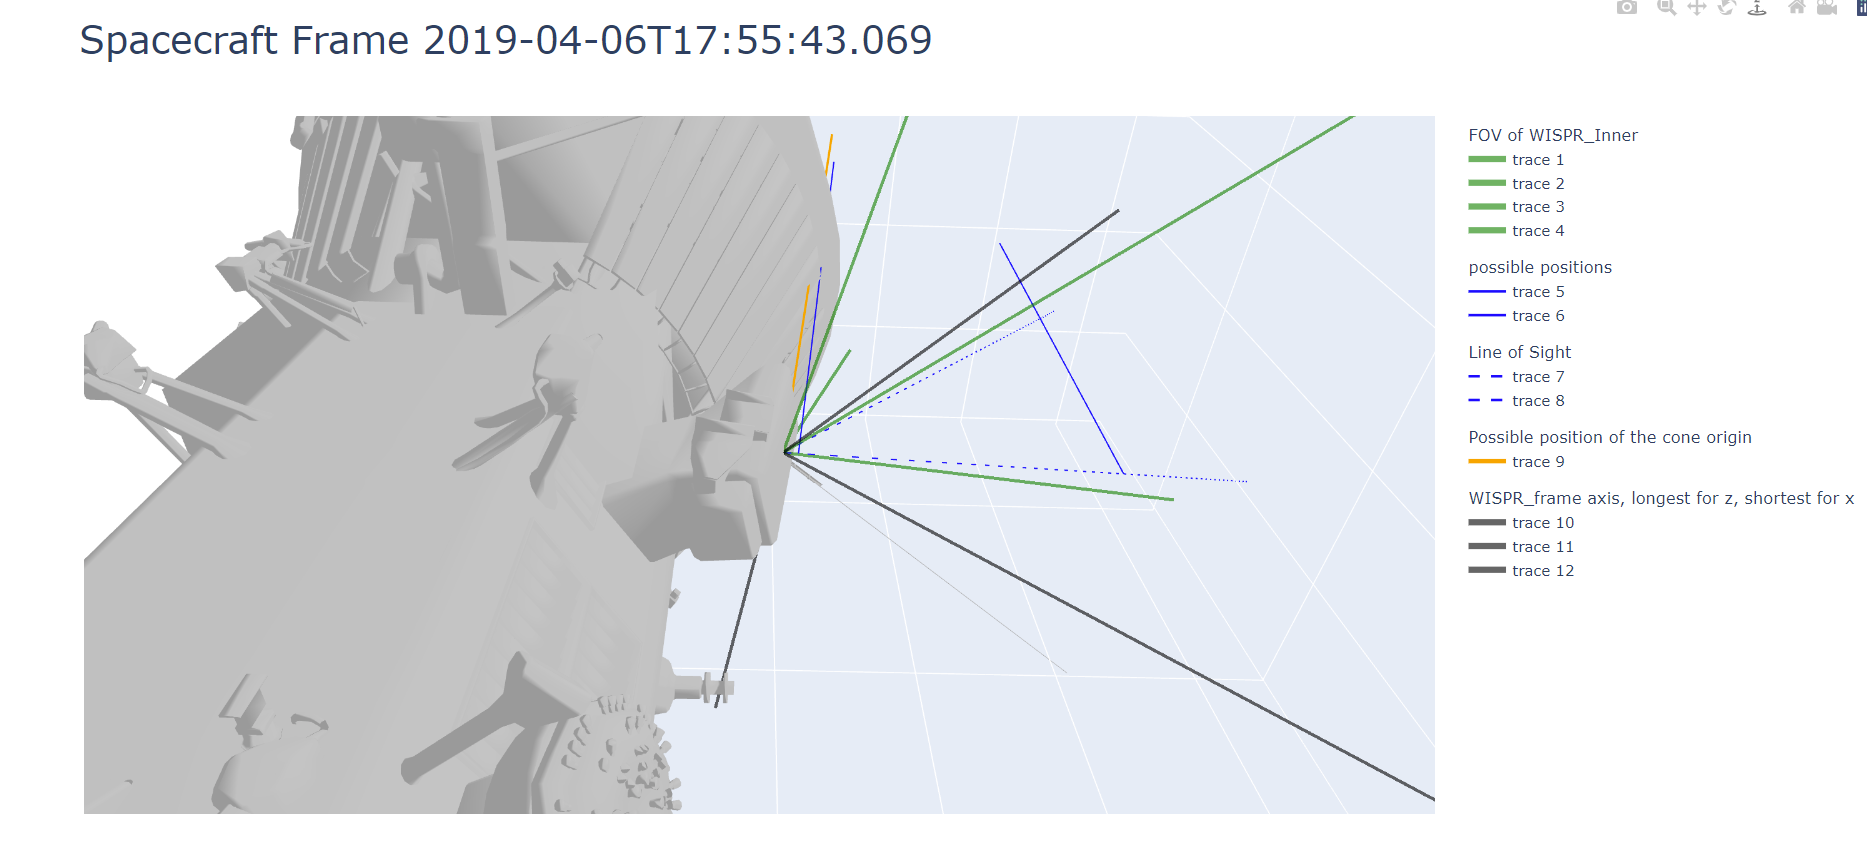 Spacecraft Frame 2019-04-06T17:55:43.069
FOV of WISPR_Inner
trace 1
trace 2
trace 3
trace 4
possible positions
trace 5
trace 6
Line of Sight
trace 7
trace 8
Possible position of the cone origin
trace 9
WISPR_frame axis, longest for z, shortest for x
trace 10
trace 11
trace 12